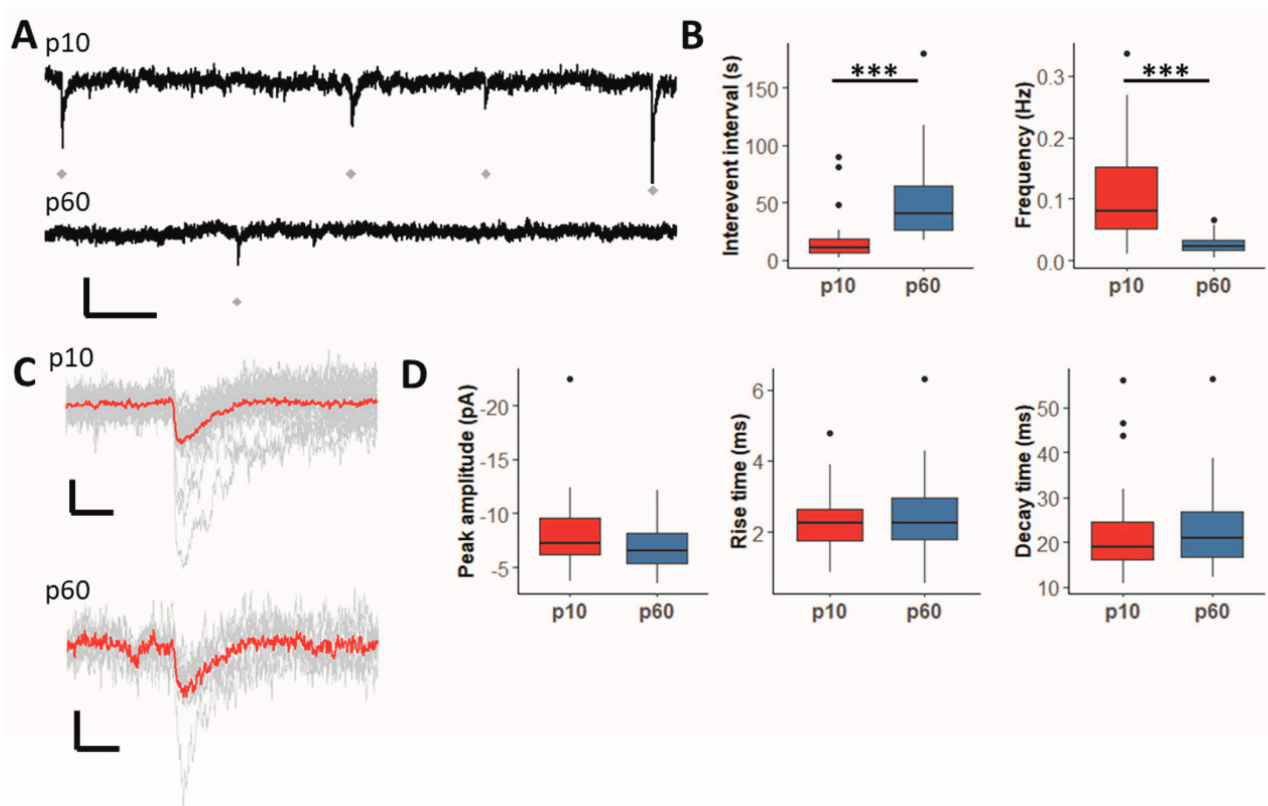 A
p10
p60
B
Interevent interval (s)
150
100
50
0
***
p10
p60
Frequency (Hz)
0.3
0.2
0.1
0.0
***
p10
p60
C
p10
p60
D
Peak amplitude (pA)
-20
-15
-10
-5
p10
p60
Rise time (ms)
6
4
2
p10
p60
Decay time (ms)
50
40
30
20
10
p10
p60